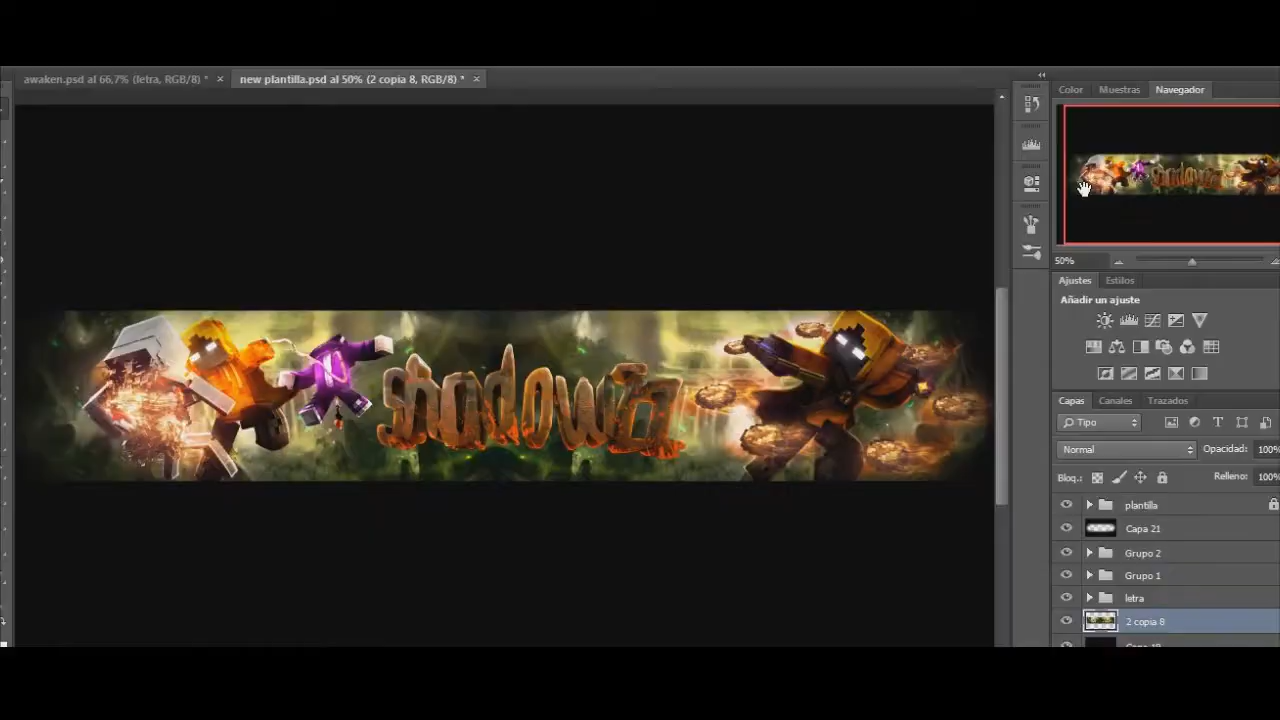 awaken.psd al 66,7% (letra, RGB/8) *
new plantilla.psd al 50% (2 copia 8, RGB/8) *
Color Muestras Navegador
shadowza
50%
Ajustes Estilos
Añadir un ajuste
Capas Canales Trazados
Tipo
Normal Opacidad: 100%
Bloq.: Relleno: 100%
plantilla
Capa 21
Grupo 2
Grupo 1
letra
2 copia 8